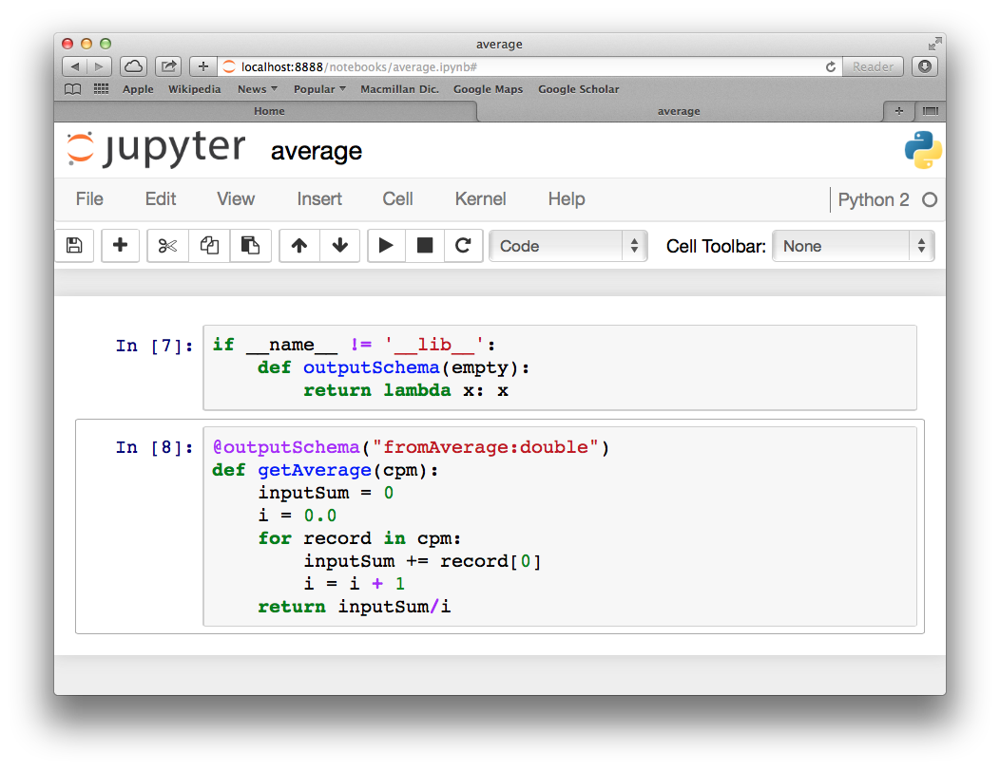 average
localhost:8888/notebooks/average.ipynb#
Reader
Apple Wikipedia News Popular Macmillan Dic. Google Maps Google Scholar
Home average
jupyter average
File Edit View Insert Cell Kernel Help Python 2
Code Cell Toolbar: None
In [7]: if __name__ != '__lib__':
    def outputSchema(empty):
        return lambda x: x
In [8]: @outputSchema("fromAverage:double")
def getAverage(cpm):
    inputSum = 0
    i = 0.0
    for record in cpm:
        inputSum += record[0]
        i = i + 1
    return inputSum/i